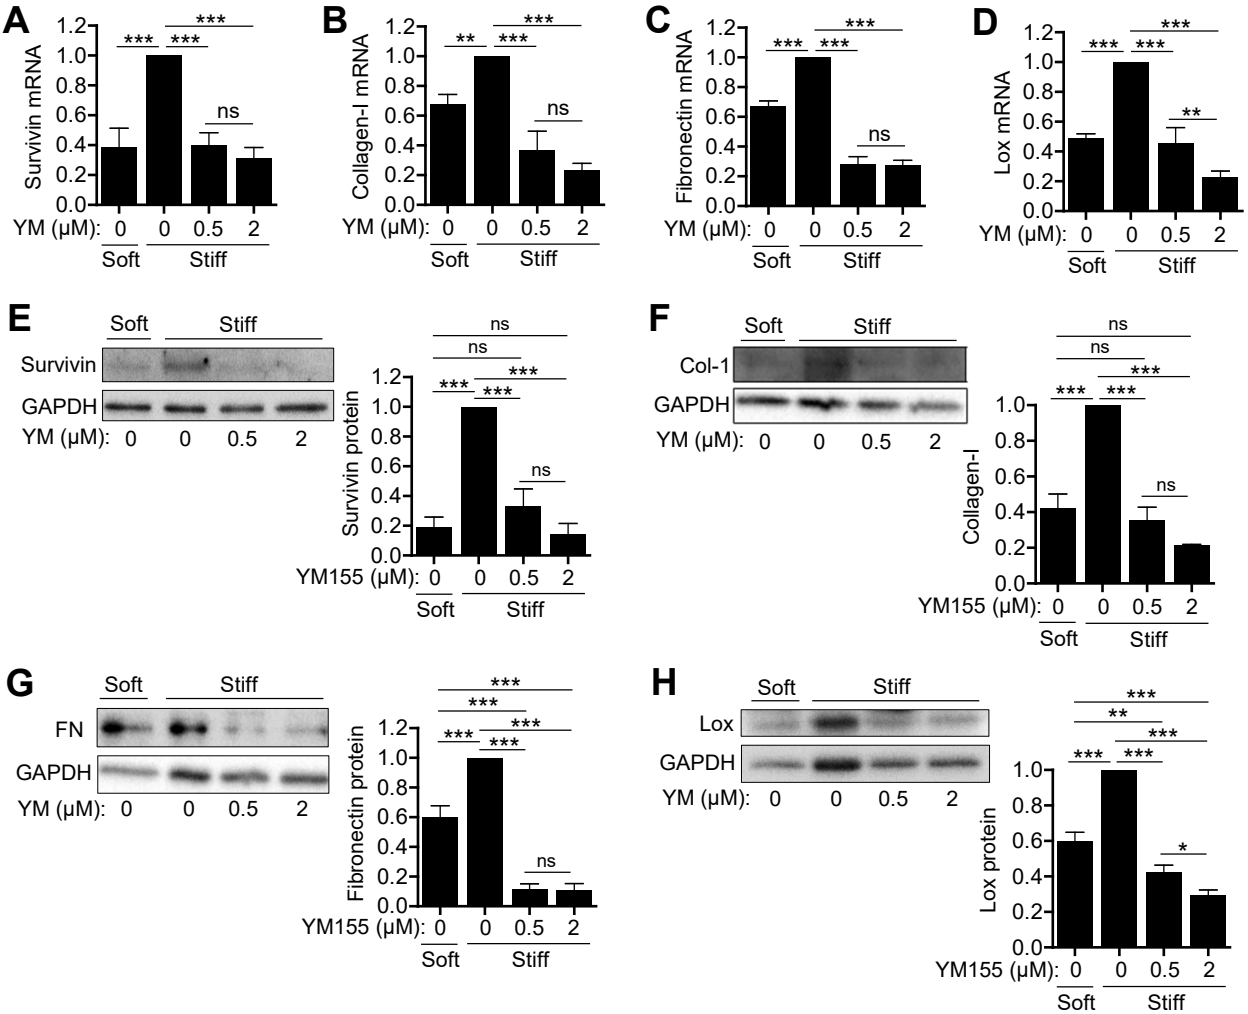 A
Survivin mRNA
1.2
1.0
0.8
0.6
0.4
0.2
0.0
*** ***
***
ns
YM (µM): 0 0 0.5 2
Soft Stiff
B
Collagen-I mRNA
1.2
1.0
0.8
0.6
0.4
0.2
0.0
** ***
***
ns
YM (µM): 0 0 0.5 2
Soft Stiff
C
Fibronectin mRNA
1.2
1.0
0.8
0.6
0.4
0.2
0.0
*** ***
***
ns
YM (µM): 0 0 0.5 2
Soft Stiff
D
Lox mRNA
1.2
1.0
0.8
0.6
0.4
0.2
0.0
*** ***
***
**
YM (µM): 0 0 0.5 2
Soft Stiff
E
Soft Stiff
Survivin
GAPDH
YM (µM): 0 0 0.5 2
ns
ns
***
*** ***
ns
Survivin protein
1.2
1.0
0.8
0.6
0.4
0.2
0.0
YM155 (µM): 0 0 0.5 2
Soft Stiff
F
Soft Stiff
Col-1
GAPDH
YM (µM): 0 0 0.5 2
ns
ns
***
*** ***
ns
Collagen-I
1.0
0.8
0.6
0.4
0.2
0.0
YM155 (µM): 0 0 0.5 2
Soft Stiff
G
Soft Stiff
FN
GAPDH
YM (µM): 0 0 0.5 2
***
***
***
*** ***
ns
Fibronectin protein
1.2
1.0
0.8
0.6
0.4
0.2
0.0
YM155 (µM): 0 0 0.5 2
Soft Stiff
H
Soft Stiff
Lox
GAPDH
YM (µM): 0 0 0.5 2
***
**
***
*** ***
*
Lox protein
1.0
0.8
0.6
0.4
0.2
0.0
YM155 (µM): 0 0 0.5 2
Soft Stiff